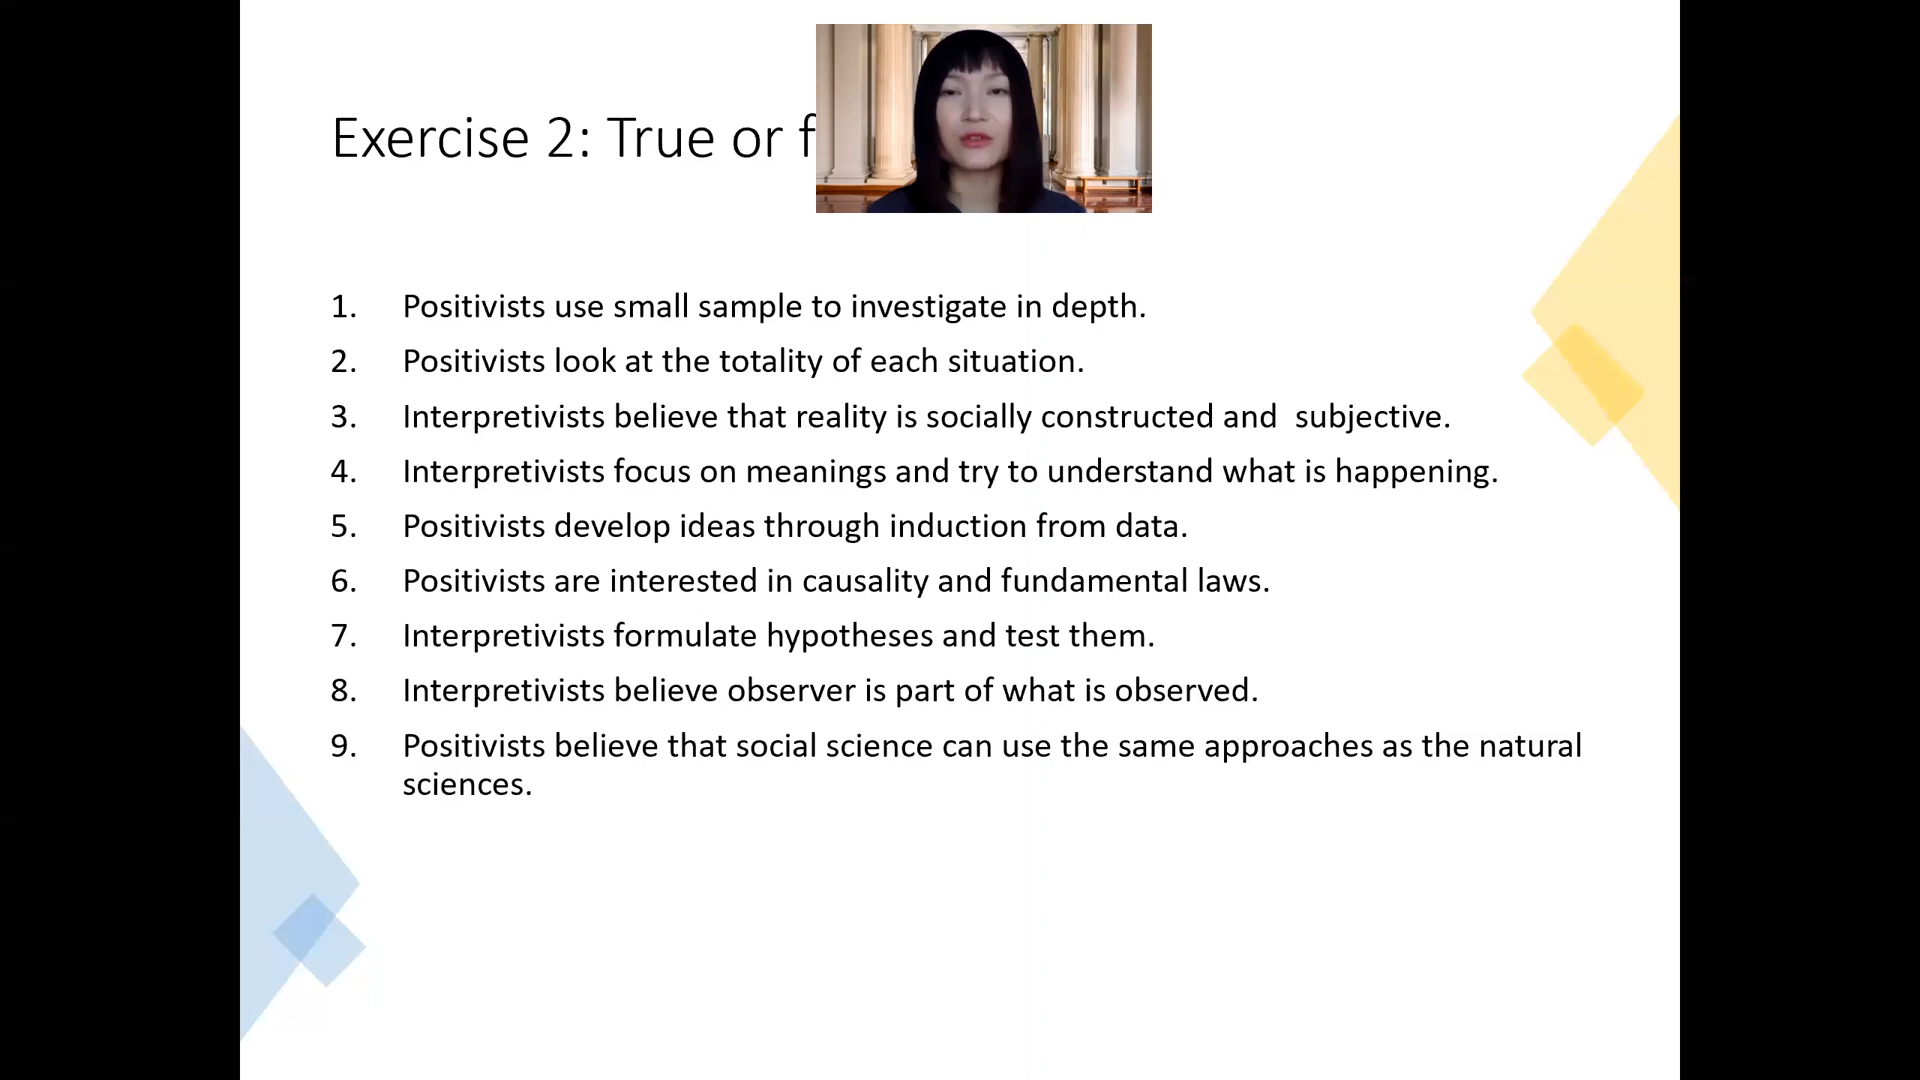 Exercise 2: True or f
1. Positivists use small sample to investigate in depth.
2. Positivists look at the totality of each situation.
3. Interpretivists believe that reality is socially constructed and  subjective.
4. Interpretivists focus on meanings and try to understand what is happening.
5. Positivists develop ideas through induction from data.
6. Positivists are interested in causality and fundamental laws.
7. Interpretivists formulate hypotheses and test them.
8. Interpretivists believe observer is part of what is observed.
9. Positivists believe that social science can use the same approaches as the natural
sciences.